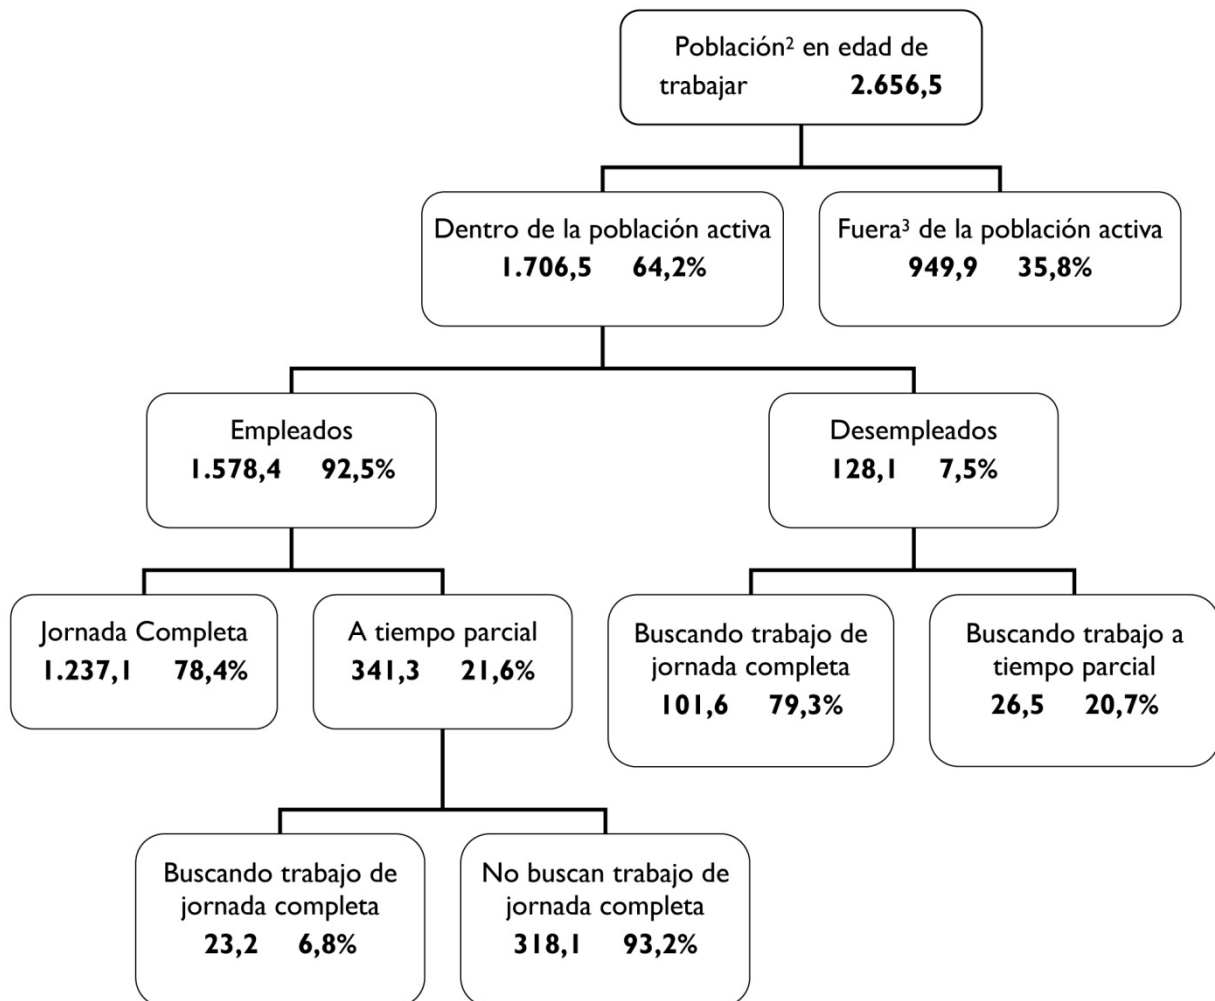 Población² en edad de
trabajar 2.656,5
Dentro de la población activa
1.706,5 64,2%
Fuera³ de la población activa
949,9 35,8%
Empleados
1.578,4 92,5%
Desempleados
128,1 7,5%
Jornada Completa
1.237,1 78,4%
A tiempo parcial
341,3 21,6%
Buscando trabajo de
jornada completa
101,6 79,3%
Buscando trabajo a
tiempo parcial
26,5 20,7%
Buscando trabajo de
jornada completa
23,2 6,8%
No buscan trabajo de
jornada completa
318,1 93,2%